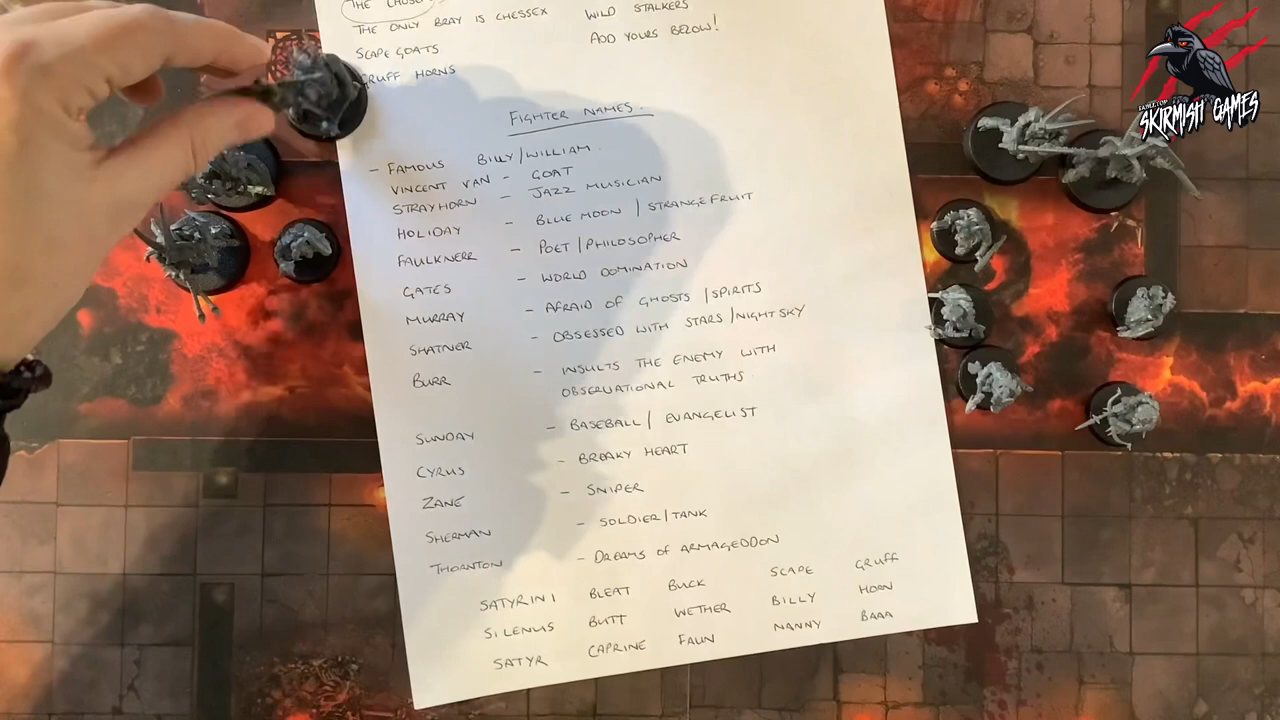 THE CHOSE
THE ONLY BRAY IS CHESSEX
WILD STALKERS
SCAPE GOATS
ADD YOURS BELOW!
GRUFF HORNS
FIGHTER NAMES.
- FAMOUS BILLY/WILLIAM
VINCENT VAN - GOAT
STRAYHORN - JAZZ MUSICIAN
HOLIDAY - BLUE MOON / STRANGE FRUIT
FAULKNERR - POET / PHILOSOPHER
GATES - WORLD DOMINATION
MURRAY - AFRAID OF GHOSTS / SPIRITS
SHATNER - OBSESSED WITH STARS / NIGHT SKY
BURR - INSULTS THE ENEMY WITH
OBSERVATIONAL TRUTHS.
SUNDAY - BASEBALL / EVANGELIST
CYRUS - BREAKY HEART
ZANE - SNIPER
SHERMAN - SOLDIER / TANK
THORNTON - DREAMS OF ARMAGEDDON
SATYRINI BLEAT BUCK SCAPE GRUFF
SILENUS BUTT WETHER BILLY HORN
SATYR CAPRINE FAUN NANNY BAAA
TABLETOP
SKIRMISH GAMES